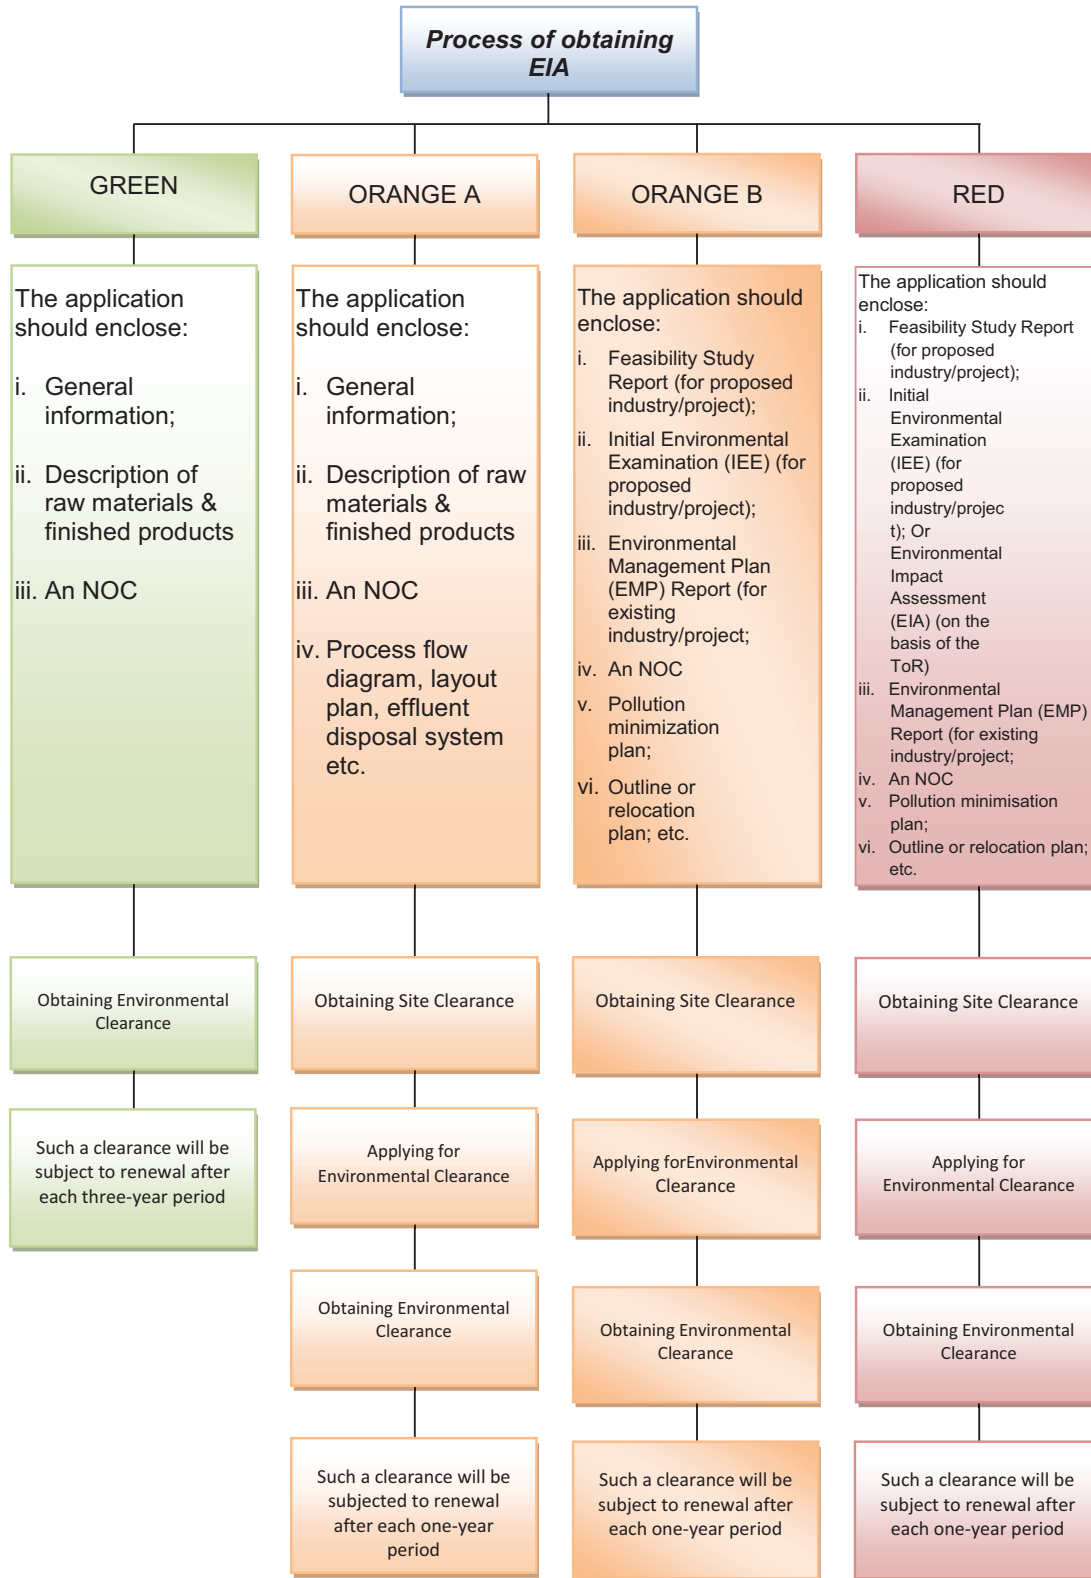 Process of obtaining
EIA
GREEN
The application
should enclose:
i. General
information;
ii. Description of
raw materials &
finished products
iii. An NOC
Obtaining Environmental
Clearance
Such a clearance will be
subject to renewal after
each three-year period
ORANGE A
The application
should enclose:
i. General
information;
ii. Description of raw
materials &
finished products
iii. An NOC
iv. Process flow
diagram, layout
plan, effluent
disposal system
etc.
Obtaining Site Clearance
Applying for
Environmental Clearance
Obtaining Environmental
Clearance
Such a clearance will be
subjected to renewal
after each one-year
period
ORANGE B
The application should
enclose:
i. Feasibility Study
Report (for proposed
industry/project);
ii. Initial Environmental
Examination (IEE) (for
proposed
industry/project);
iii. Environmental
Management Plan
(EMP) Report (for
existing
industry/project;
iv. An NOC
v. Pollution
minimization
plan;
vi. Outline or
relocation
plan; etc.
Obtaining Site Clearance
Applying forEnvironmental
Clearance
Obtaining Environmental
Clearance
Such a clearance will be
subject to renewal after
each one-year period
RED
The application should
enclose:
i. Feasibility Study Report
(for proposed
industry/project);
ii. Initial
Environmental
Examination
(IEE) (for
proposed
industry/projec
t); Or
Environmental
Impact
Assessment
(EIA) (on the
basis of the
ToR)
iii. Environmental
Management Plan (EMP)
Report (for existing
industry/project;
iv. An NOC
v. Pollution minimisation
plan;
vi. Outline or relocation plan;
etc.
Obtaining Site Clearance
Applying for
Environmental Clearance
Obtaining Environmental
Clearance
Such a clearance will be
subject to renewal after
each one-year period